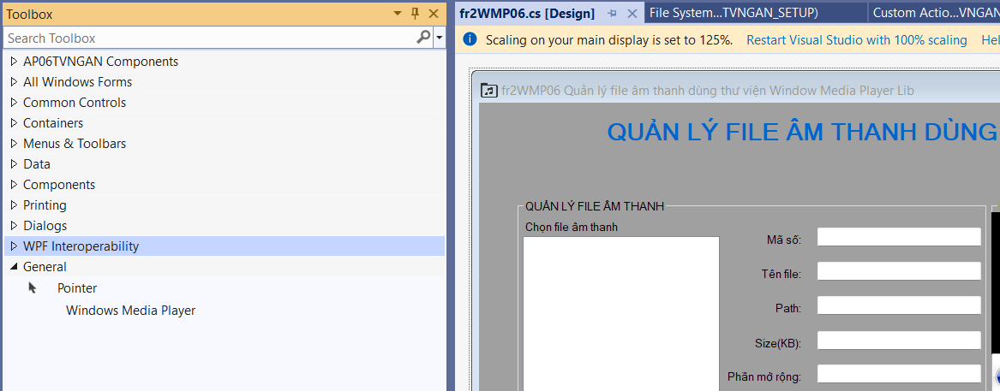 Toolbox
Search Toolbox
AP06TVNGAN Components
All Windows Forms
Common Controls
Containers
Menus & Toolbars
Data
Components
Printing
Dialogs
WPF Interoperability
General
Pointer
Windows Media Player
fr2WMP06.cs [Design]
File System...TVNGAN_SETUP)
Custom Actio...VNGAN
Scaling on your main display is set to 125%. Restart Visual Studio with 100% scaling Hel
fr2WMP06 Quản lý file âm thanh dùng thư viện Window Media Player Lib
QUẢN LÝ FILE ÂM THANH DÙNG
QUẢN LÝ FILE ÂM THANH
Chọn file âm thanh
Mã số:
Tên file:
Path:
Size(KB):
Phần mở rộng: